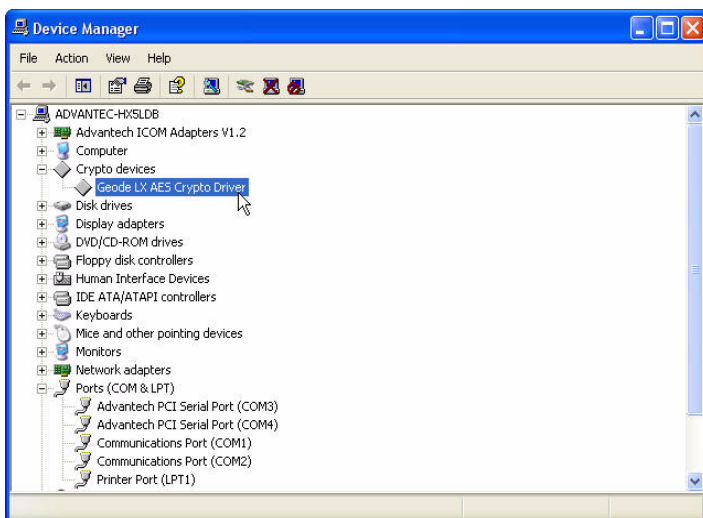 Device Manager
File Action View Help
ADVANTEC-HX5LDB
Advantech ICOM Adapters V1.2
Computer
Crypto devices
Geode LX AES Crypto Driver
Disk drives
Display adapters
DVD/CD-ROM drives
Floppy disk controllers
Human Interface Devices
IDE ATA/ATAPI controllers
Keyboards
Mice and other pointing devices
Monitors
Network adapters
Ports (COM & LPT)
Advantech PCI Serial Port (COM3)
Advantech PCI Serial Port (COM4)
Communications Port (COM1)
Communications Port (COM2)
Printer Port (LPT1)